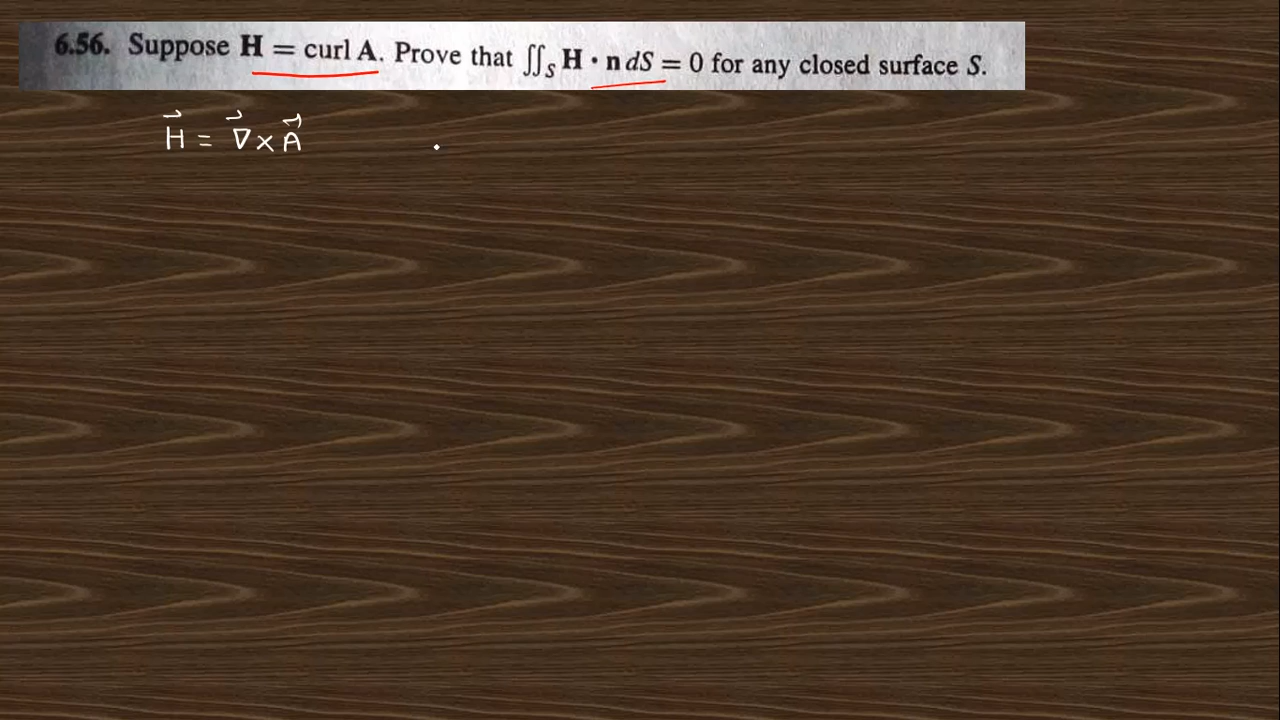 6.56. Suppose H = curl A. Prove that ∬_S H · n dS = 0 for any closed surface S.
H⃗ = ∇⃗ × A⃗